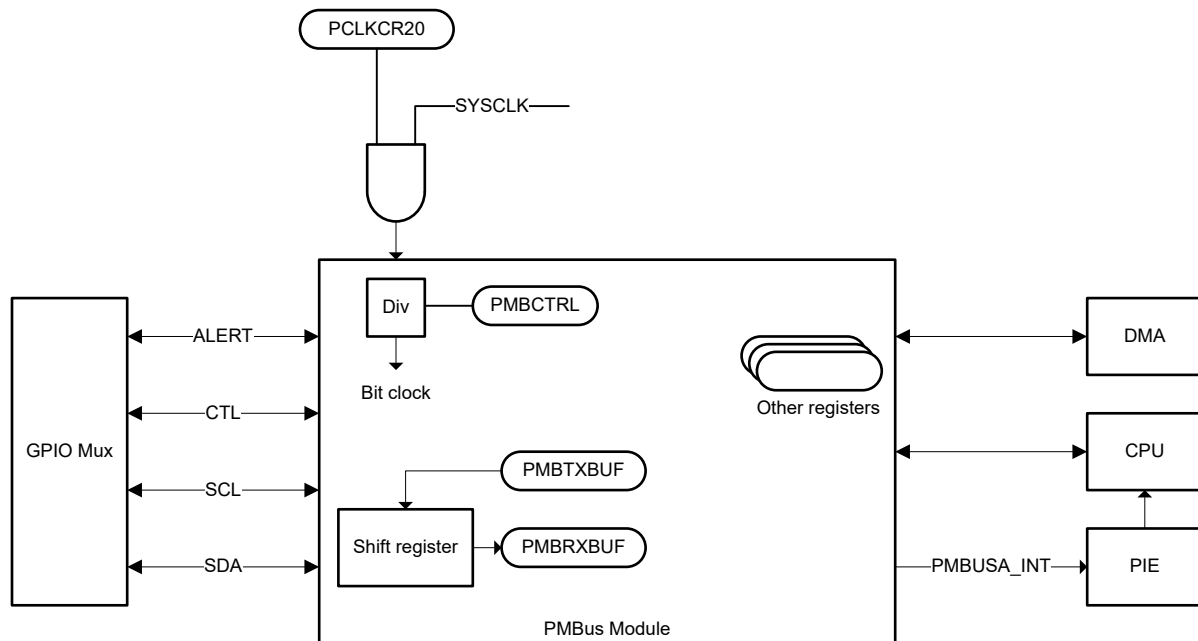 PCLKCR20
SYSCLK
Div
PMBCTRL
ALERT
DMA
Bit clock
Other registers
CTL
GPIO Mux
CPU
PMBTXBUF
SCL
Shift register
PMBRXBUF
SDA
PMBUSA_INT
PIE
PMBus Module